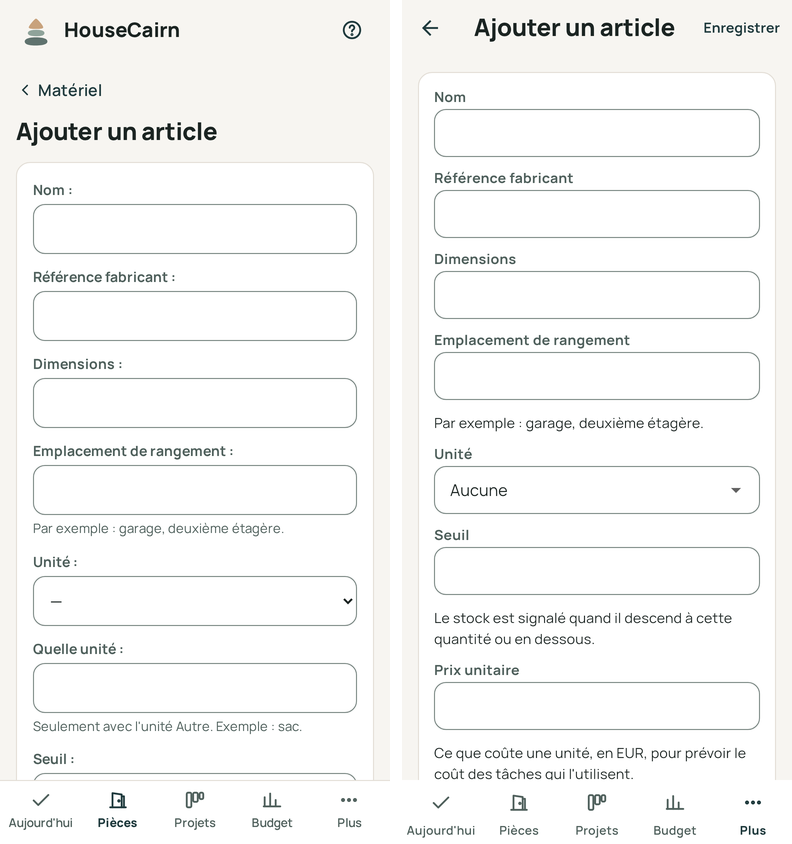 HouseCairn
Matériel
Ajouter un article
Nom :
Référence fabricant :
Dimensions :
Emplacement de rangement :
Par exemple : garage, deuxième étagère.
Unité :
—
Quelle unité :
Seulement avec l'unité Autre. Exemple : sac.
Seuil :
Aujourd'hui
Pièces
Projets
Budget
Plus
Ajouter un article
Enregistrer
Nom
Référence fabricant
Dimensions
Emplacement de rangement
Par exemple : garage, deuxième étagère.
Unité
Aucune
Seuil
Le stock est signalé quand il descend à cette
quantité ou en dessous.
Prix unitaire
Ce que coûte une unité, en EUR, pour prévoir le
coût des tâches qui l'utilisent.
Aujourd'hui
Pièces
Projets
Budget
Plus